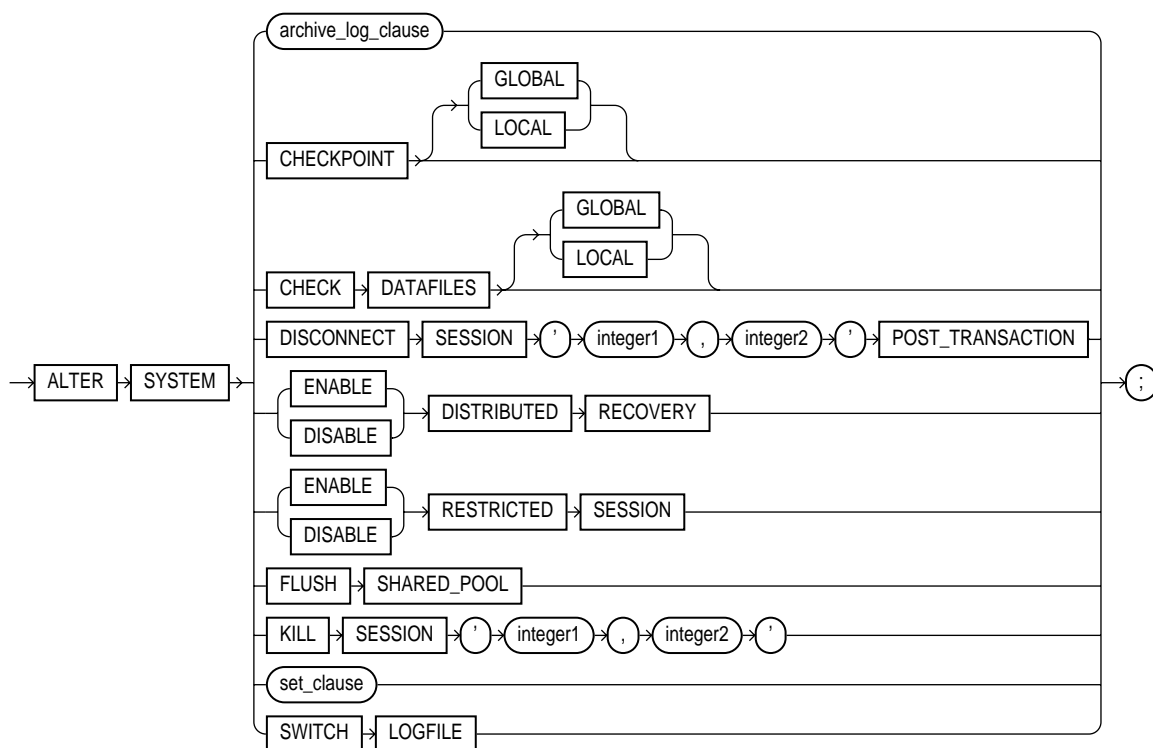 archive_log_clause
GLOBAL
LOCAL
CHECKPOINT
GLOBAL
LOCAL
CHECK DATAFILES
DISCONNECT SESSION ’ integer1 , integer2 ’ POST_TRANSACTION
ALTER SYSTEM ;
ENABLE
DISABLE
DISTRIBUTED RECOVERY
ENABLE
DISABLE
RESTRICTED SESSION
FLUSH SHARED_POOL
KILL SESSION ’ integer1 , integer2 ’
set_clause
SWITCH LOGFILE